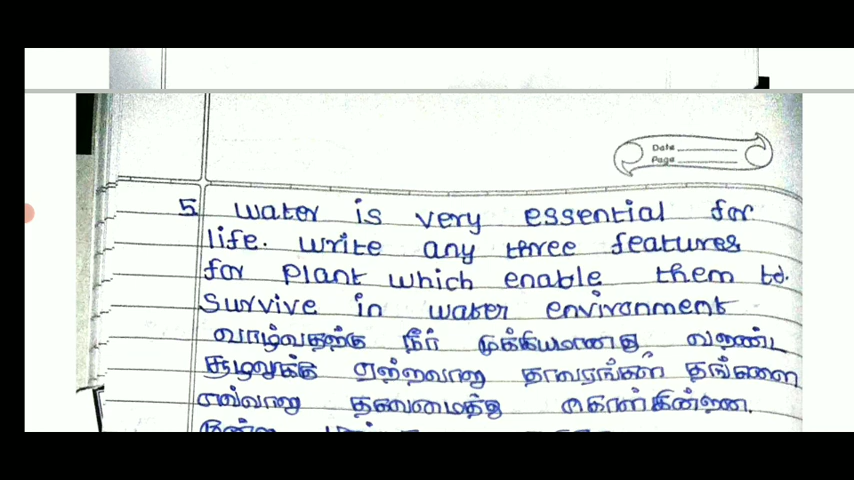 Date
Page
5 water is very essential for
life. write any three features
for plant which enable them to.
survive in water environment
வாழ்வதற்கு நீர் முக்கியமானது வறண்ட
சூழலுக்கு ஏற்றவாறு தாவரங்கள் தங்களை
எவ்வாறு தகவமைத்து கொள்கின்றன.